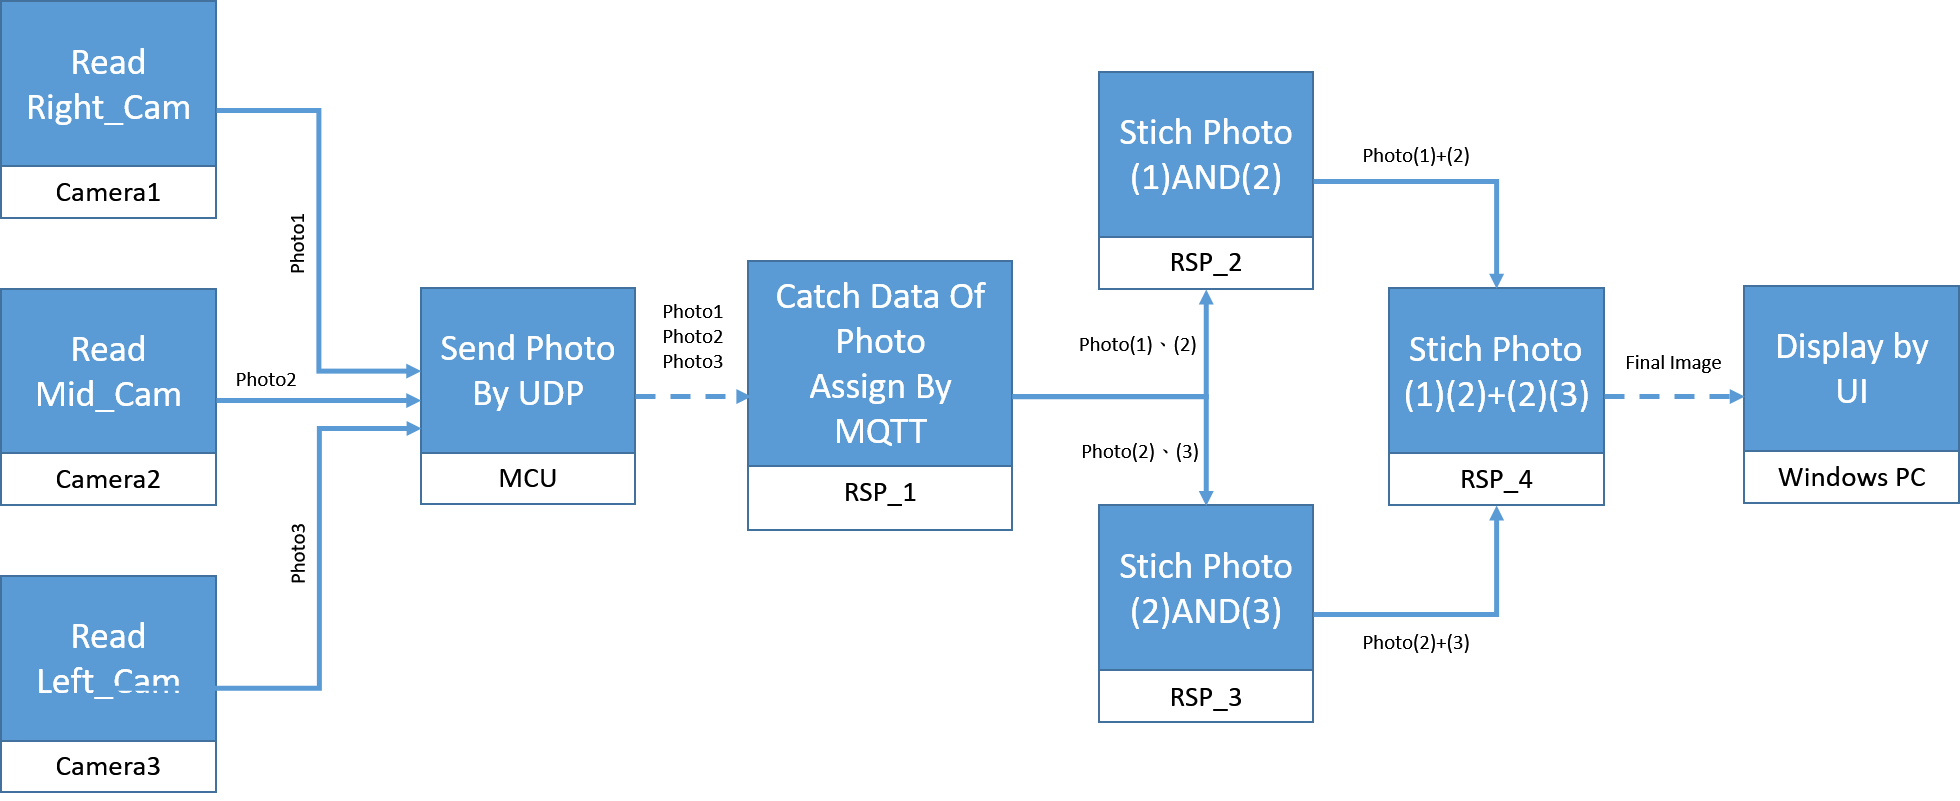 Read
Right_Cam
Camera1
Photo1
Read
Mid_Cam
Camera2
Photo2
Read
Left_Cam
Camera3
Photo3
Send Photo
By UDP
MCU
Photo1
Photo2
Photo3
Catch Data Of
Photo
Assign By
MQTT
RSP_1
Photo(1)、(2)
Photo(2)、(3)
Stich Photo
(1)AND(2)
RSP_2
Photo(1)+(2)
Stich Photo
(2)AND(3)
RSP_3
Photo(2)+(3)
Stich Photo
(1)(2)+(2)(3)
RSP_4
Final Image
Display by
UI
Windows PC